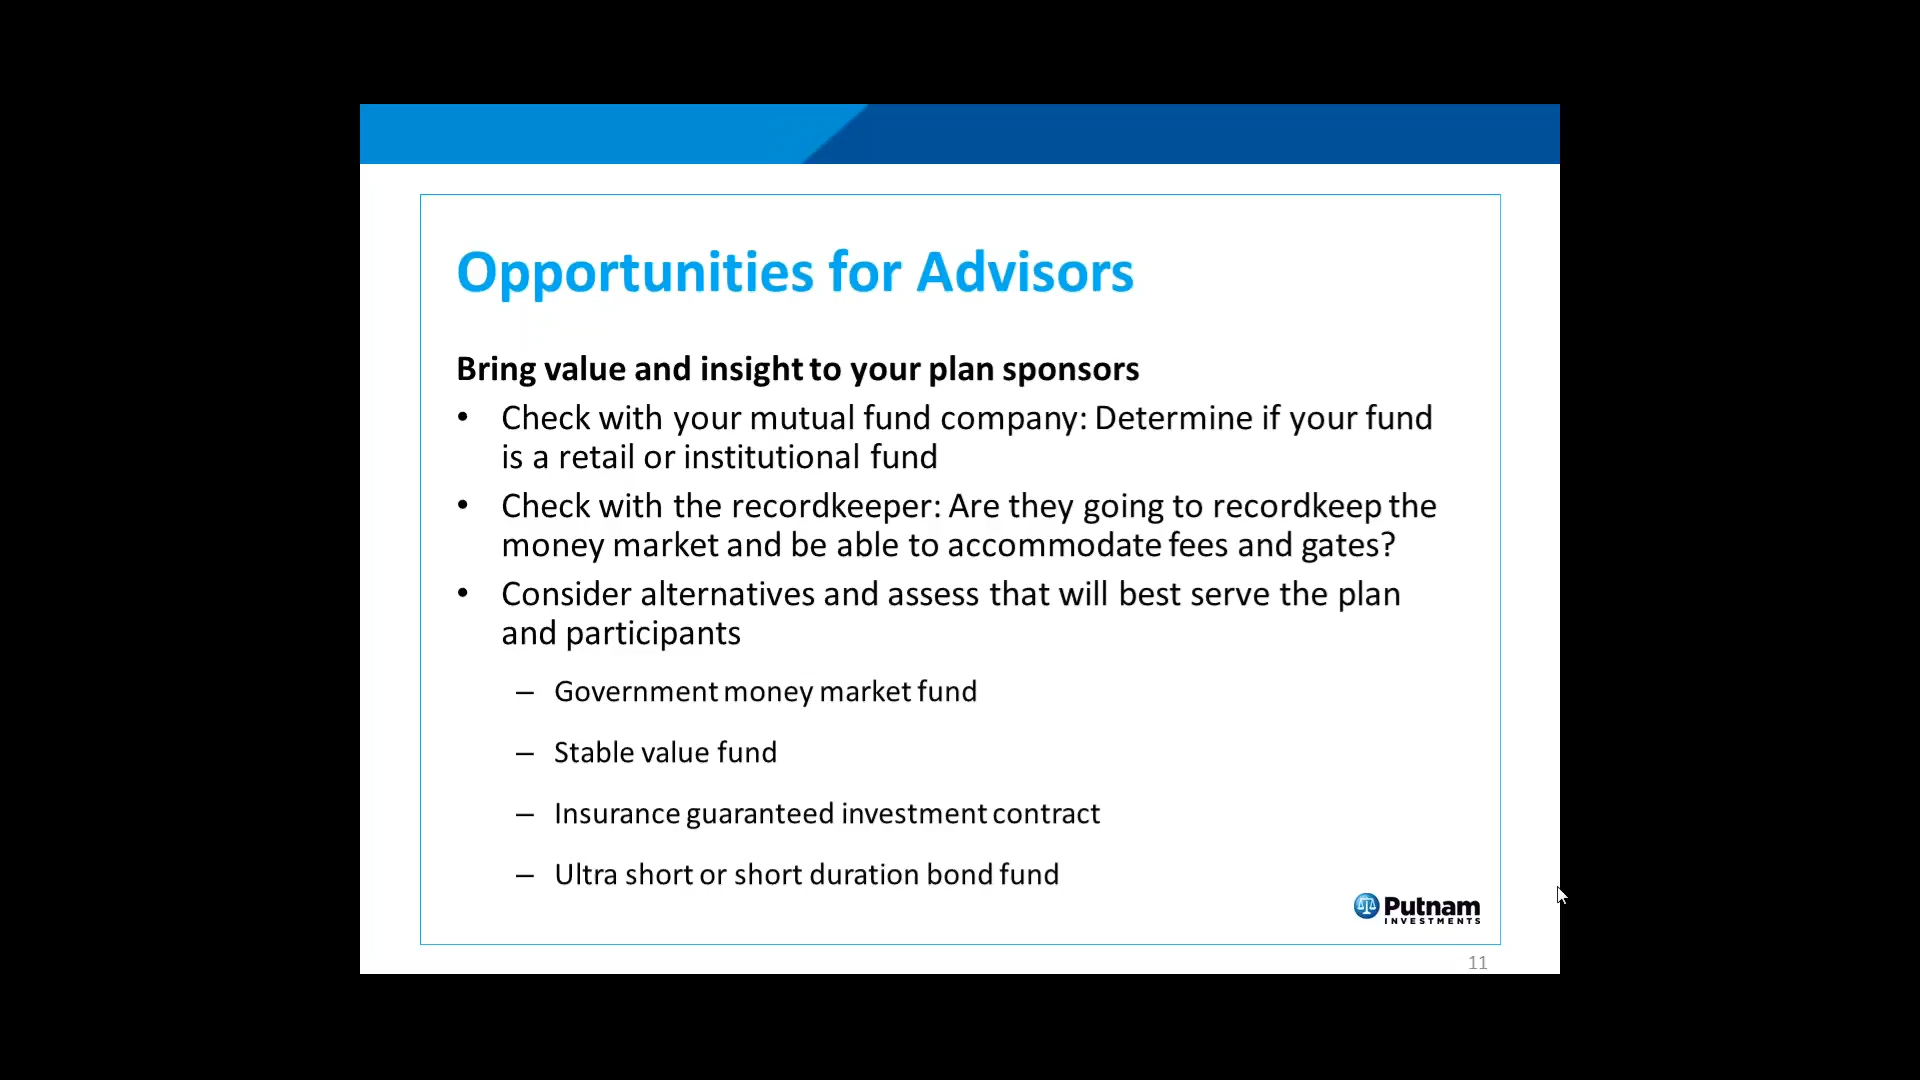 Opportunities for Advisors
Bring value and insight to your plan sponsors
• Check with your mutual fund company: Determine if your fund
is a retail or institutional fund
• Check with the recordkeeper: Are they going to recordkeep the
money market and be able to accommodate fees and gates?
• Consider alternatives and assess that will best serve the plan
and participants
– Government money market fund
– Stable value fund
– Insurance guaranteed investment contract
– Ultra short or short duration bond fund
Putnam
INVESTMENTS
11